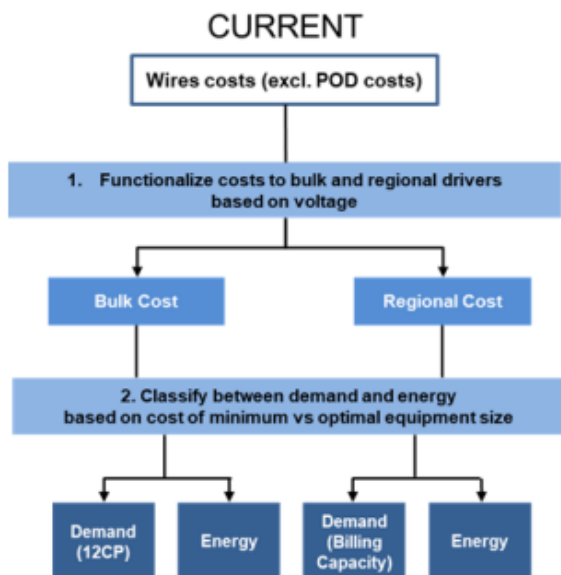 CURRENT
Wires costs (excl. POD costs)
1. Functionalize costs to bulk and regional drivers
based on voltage
Bulk Cost
Regional Cost
2. Classify between demand and energy
based on cost of minimum vs optimal equipment size
Demand
(12CP)
Energy
Demand
(Billing
Capacity)
Energy